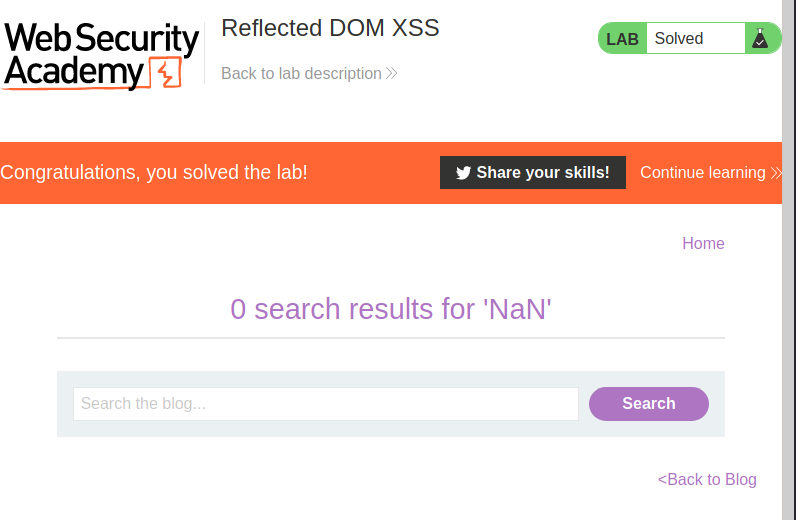 Web Security
Academy
Reflected DOM XSS
Back to lab description
LAB Solved
Congratulations, you solved the lab!
Share your skills!
Continue learning
Home
0 search results for 'NaN'
Search the blog...
Search
<Back to Blog